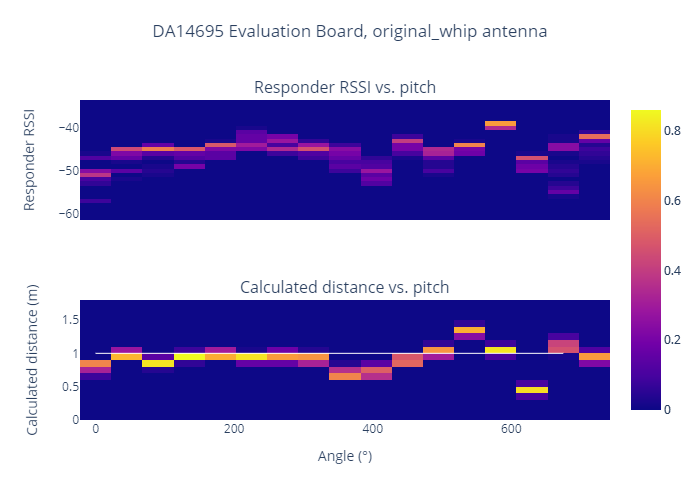 DA14695 Evaluation Board, original_whip antenna
Responder RSSI vs. pitch
Responder RSSI
−40
−50
−60
Calculated distance vs. pitch
Calculated distance (m)
1.5
1
0.5
0
0 200 400 600
Angle (°)
0.8
0.6
0.4
0.2
0